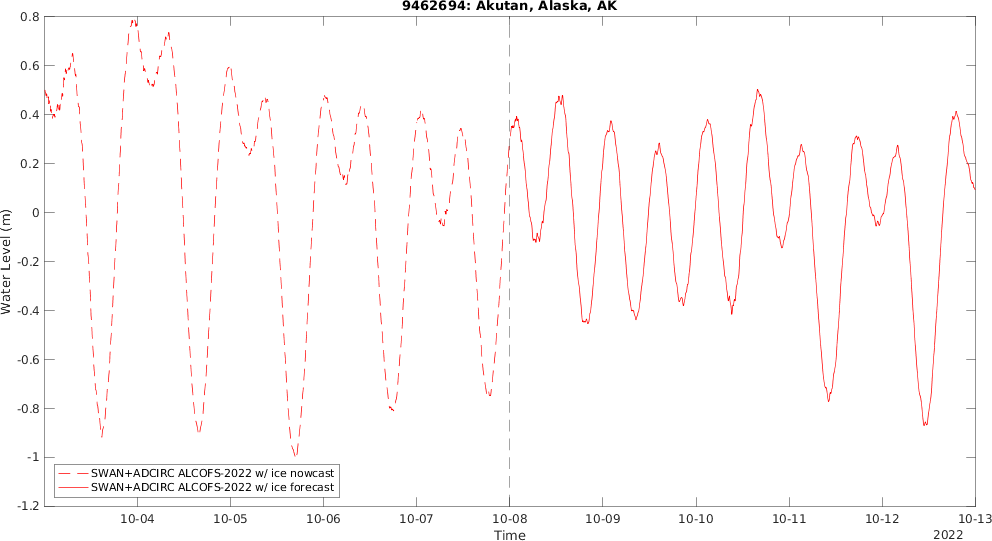 9462694: Akutan, Alaska, AK
0.8
0.6
0.4
0.2
0
-0.2
-0.4
-0.6
-0.8
-1
-1.2
Water Level (m)
SWAN+ADCIRC ALCOFS-2022 w/ ice nowcast
SWAN+ADCIRC ALCOFS-2022 w/ ice forecast
10-04 10-05 10-06 10-07 10-08 10-09 10-10 10-11 10-12 10-13
Time
2022